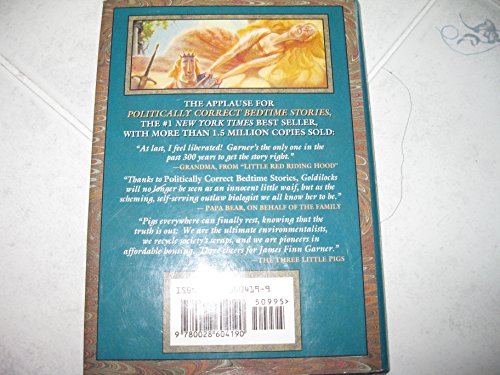 THE APPLAUSE FOR
POLITICALLY CORRECT BEDTIME STORIES,
THE #1 NEW YORK TIMES BEST SELLER,
WITH MORE THAN 1.5 MILLION COPIES SOLD:
"At last, I feel liberated! Garner's the only one in the
past 300 years to get the story right."
—GRANDMA, FROM "LITTLE RED RIDING HOOD"
"Thanks to Politically Correct Bedtime Stories, Goldilocks
will no longer be seen as an innocent little waif, but as the
scheming, self-serving outlaw biologist we all know her to be."
— PAPA BEAR, ON BEHALF OF THE FAMILY
"Pigs everywhere can finally rest, knowing that the
truth is out: We are the ultimate environmentalists,
we recycle society's scraps, and we are pioneers in
affordable housing. Three cheers for James Finn Garner."
—THE THREE LITTLE PIGS
419-9
50995>
9 780028 604190